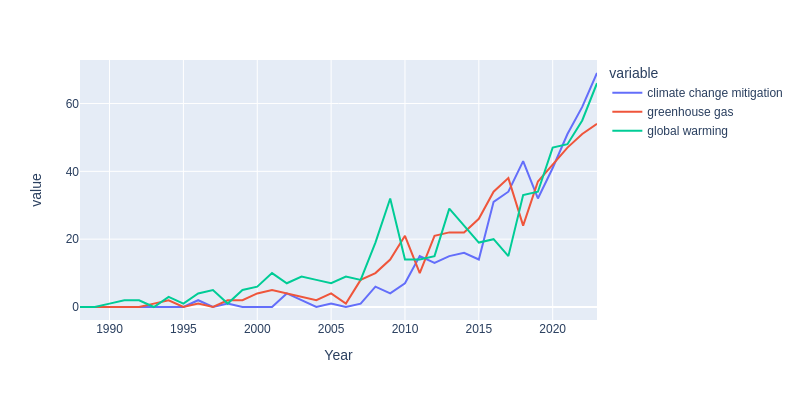 variable
climate change mitigation
greenhouse gas
global warming
value
60
40
20
0
1990 1995 2000 2005 2010 2015 2020
Year